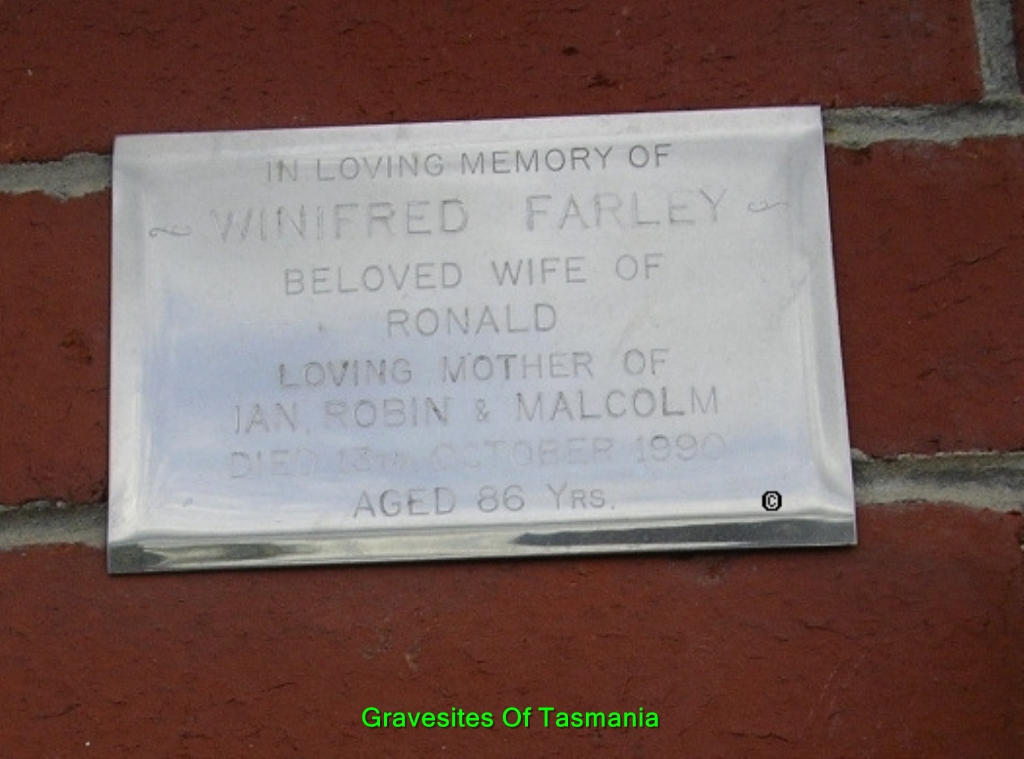 IN LOVING MEMORY OF
~ WINIFRED FARLEY ~
BELOVED WIFE OF
RONALD
LOVING MOTHER OF
IAN, ROBIN & MALCOLM
DIED 13TH. OCTOBER 1990
AGED 86 YRS.
©
Gravesites Of Tasmania